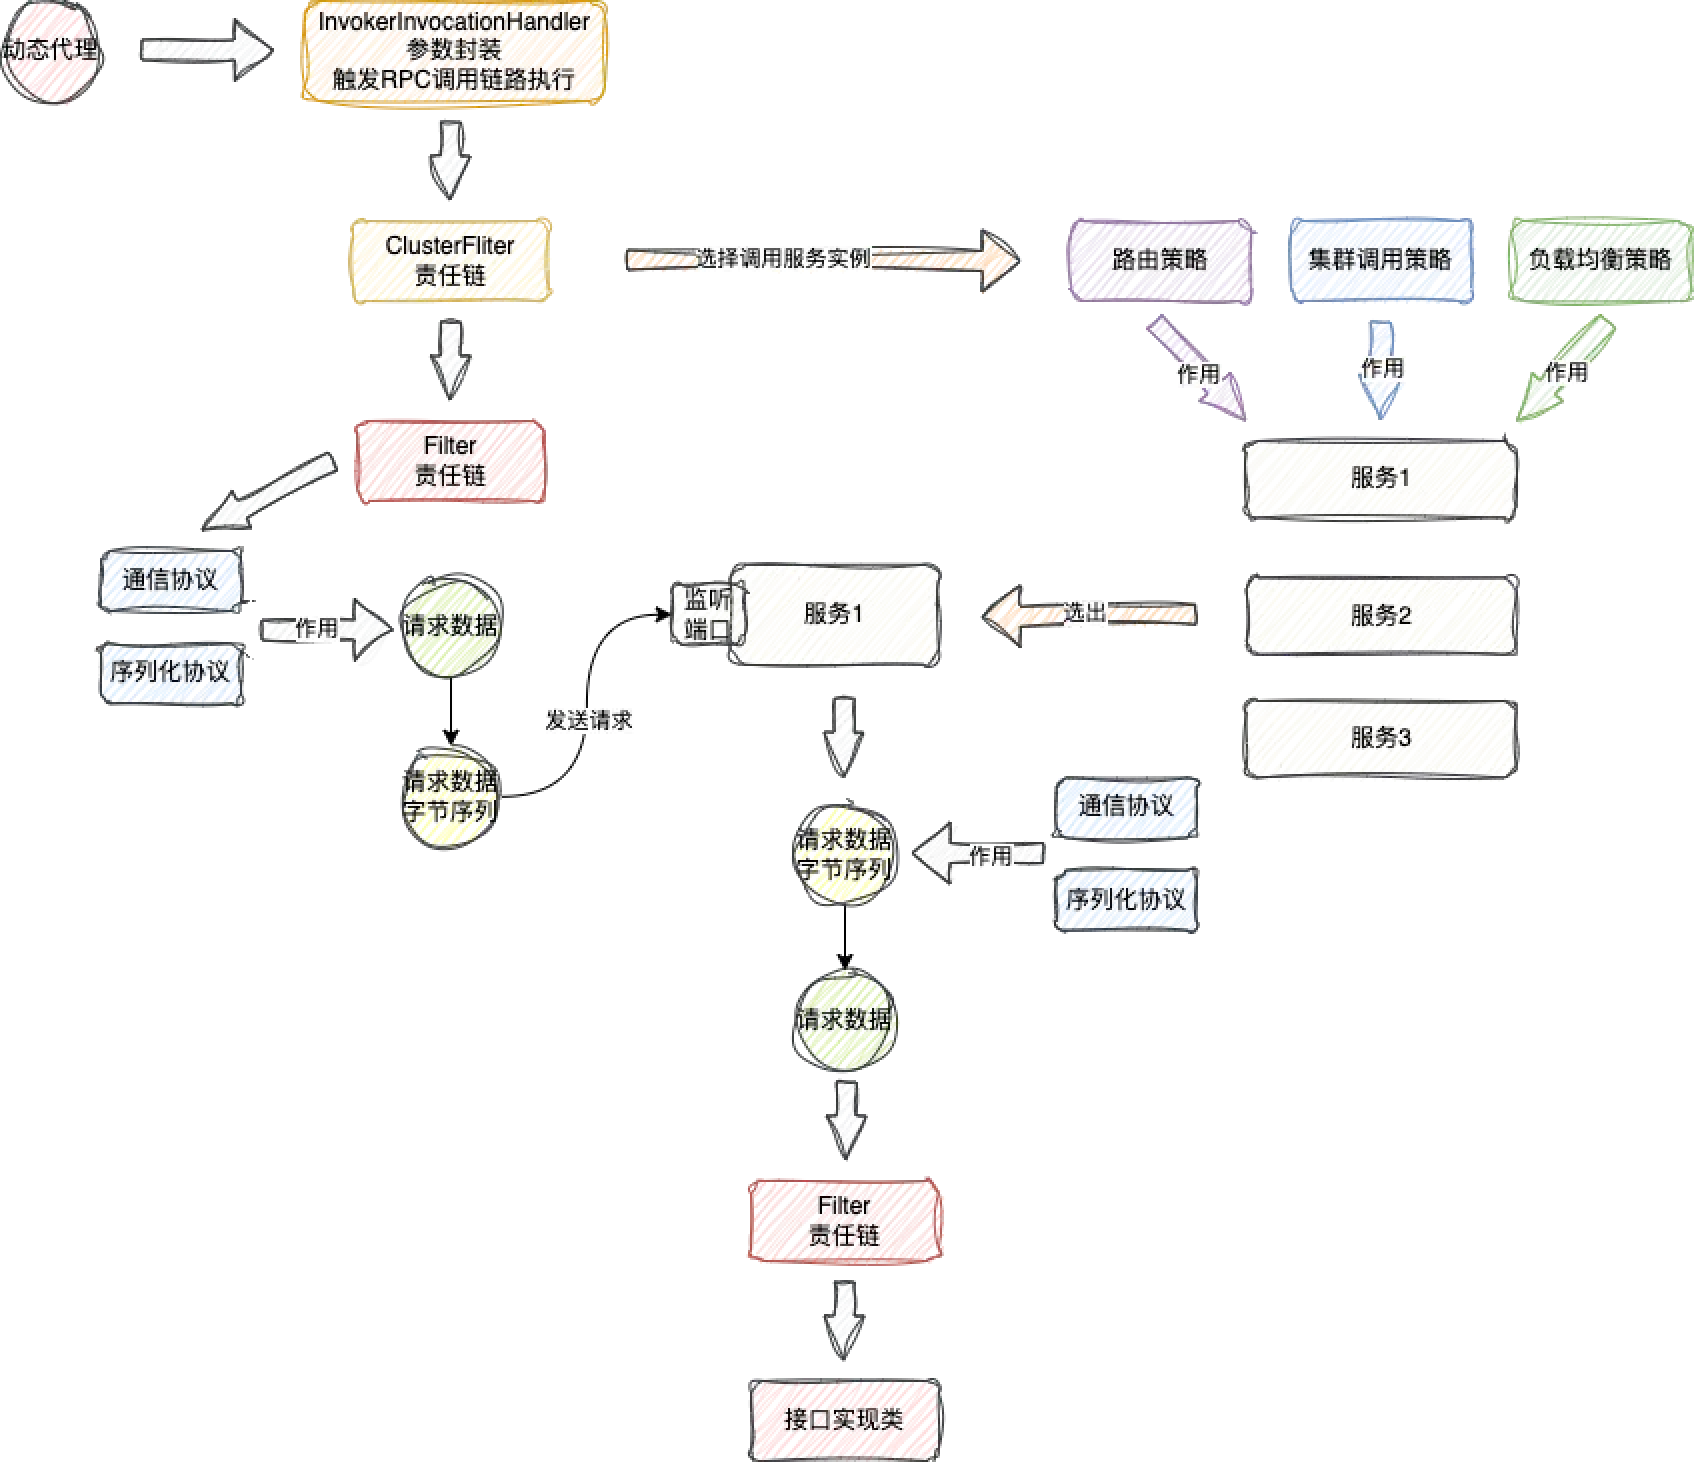 动态代理
InvokerInvocationHandler
参数封装
触发RPC调用链路执行
ClusterFliter
责任链
选择调用服务实例
路由策略
集群调用策略
负载均衡策略
作用
作用
作用
Filter
责任链
服务1
通信协议
序列化协议
作用
请求数据
监听
端口
服务1
选出
服务2
发送请求
服务3
请求数据
字节序列
通信协议
请求数据
字节序列
作用
序列化协议
请求数据
Filter
责任链
接口实现类